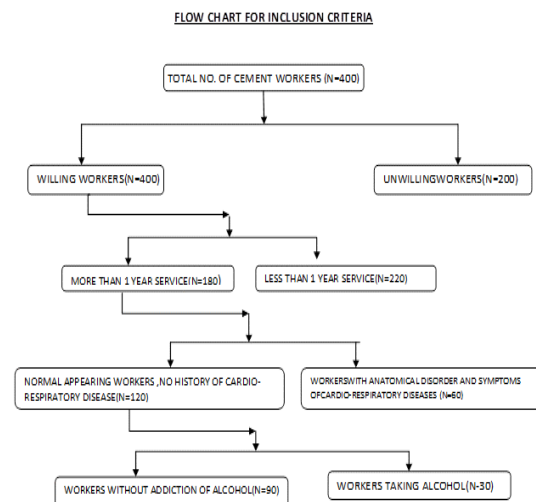 FLOW CHART FOR INCLUSION CRITERIA
TOTAL NO. OF CEMENT WORKERS (N=400)
WILLING WORKERS(N=400)
UNWILLINGWORKERS(N=200)
MORE THAN 1 YEAR SERVICE(N=180)
LESS THAN 1 YEAR SERVICE(N=220)
NORMAL APPEARING WORKERS ,NO HISTORY OF CARDIO-
RESPIRATORY DISEASE(N=120)
WORKERSWITH ANATOMICAL DISORDER AND SYMPTOMS
OFCARDIO-RESPIRATORY DISEASES (N=60)
WORKERS WITHOUT ADDICTION OF ALCOHOL(N=90)
WORKERS TAKING ALCOHOL(N-30)